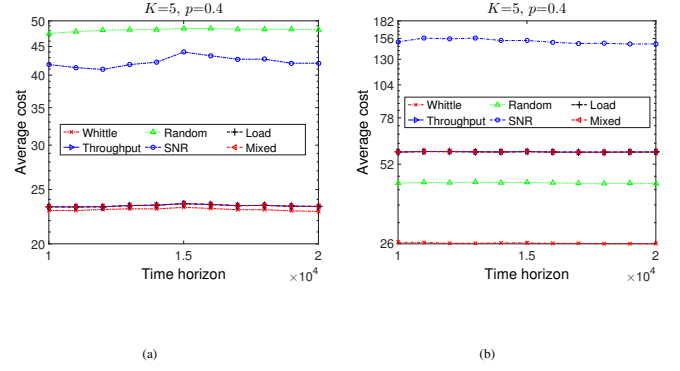 K=5, p=0.4
50
45
40
35
30
25
20
Average cost
Whittle Random Load
Throughput SNR Mixed
1 1.5 2
Time horizon ×10^4
(a)
K=5, p=0.4
182
156
130
104
78
52
26
Average cost
Whittle Random Load
Throughput SNR Mixed
1 1.5 2
Time horizon ×10^4
(b)